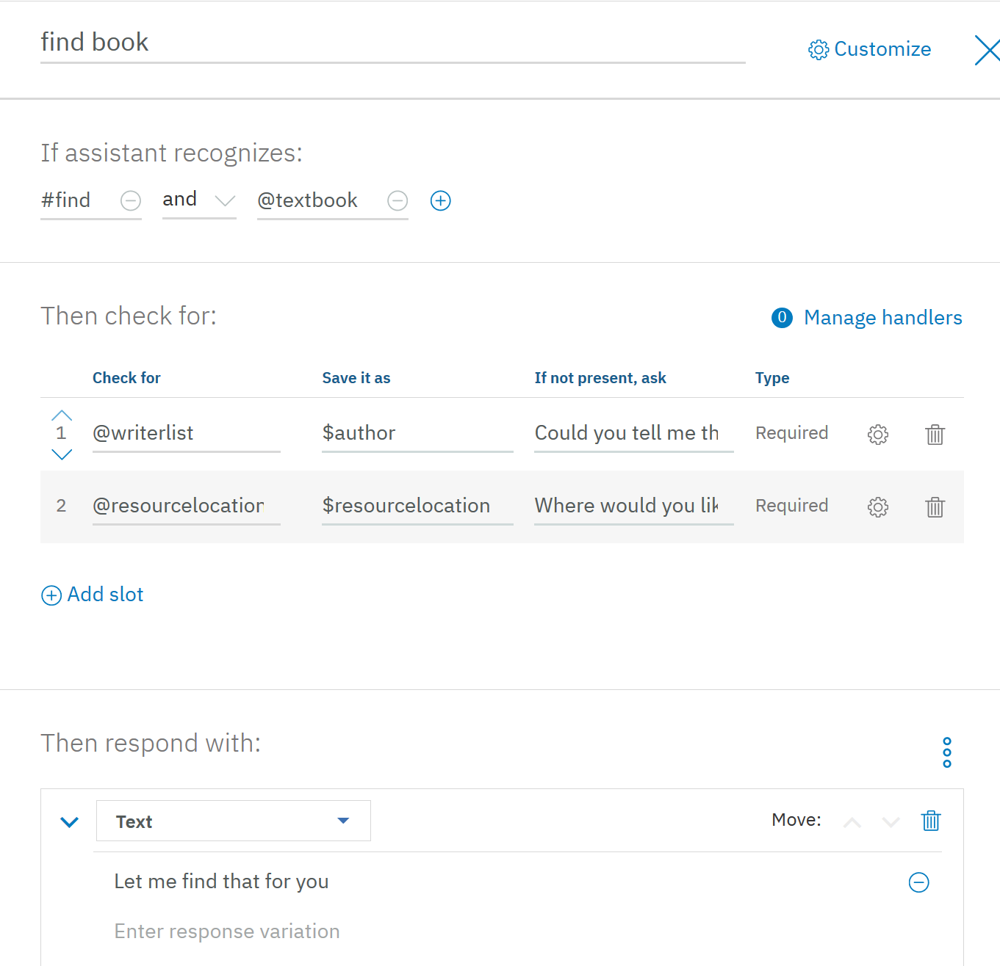 find book
Customize
If assistant recognizes:
#find and @textbook
Then check for:
0 Manage handlers
Check for Save it as If not present, ask Type
1 @writerlist $author Could you tell me th Required
2 @resourcelocation $resourcelocation Where would you lik Required
Add slot
Then respond with:
Text Move:
Let me find that for you
Enter response variation